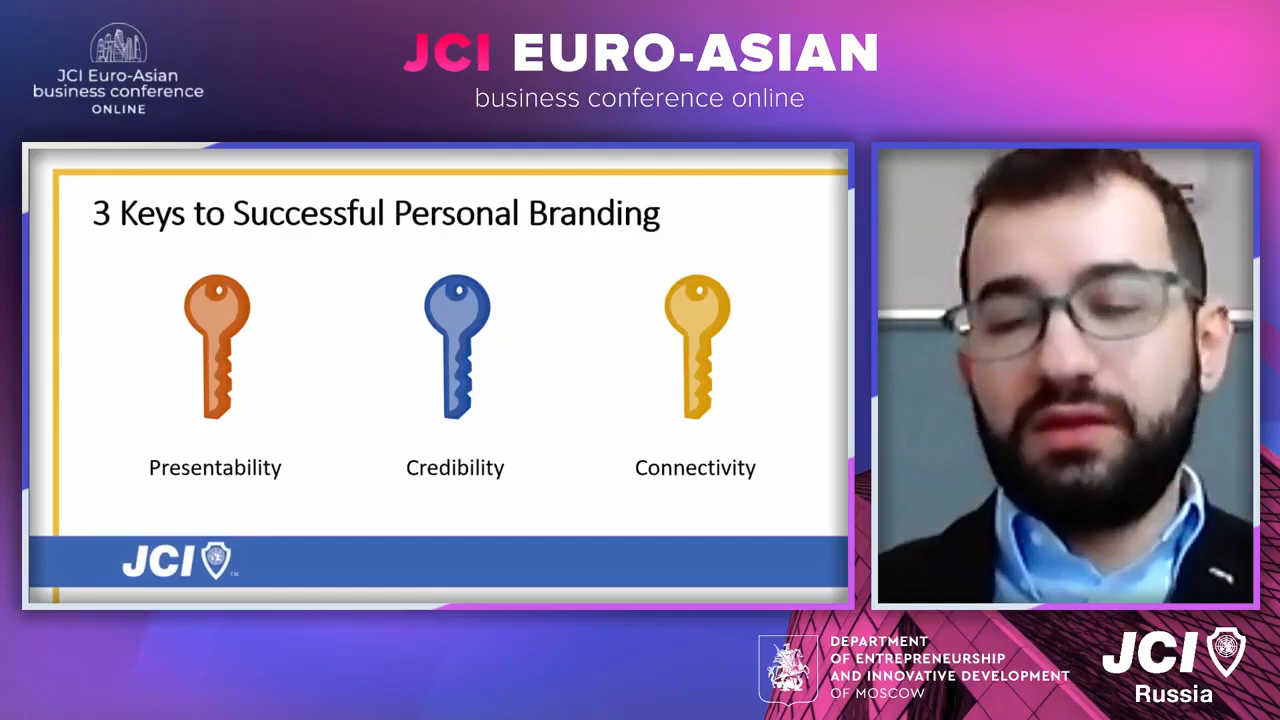 JCI Euro-Asian
business conference
ONLINE
JCI EURO-ASIAN
business conference online
3 Keys to Successful Personal Branding
Presentability
Credibility
Connectivity
JCI
TM
DEPARTMENT
OF ENTREPRENEURSHIP
AND INNOVATIVE DEVELOPMENT
OF MOSCOW
JCI
Russia